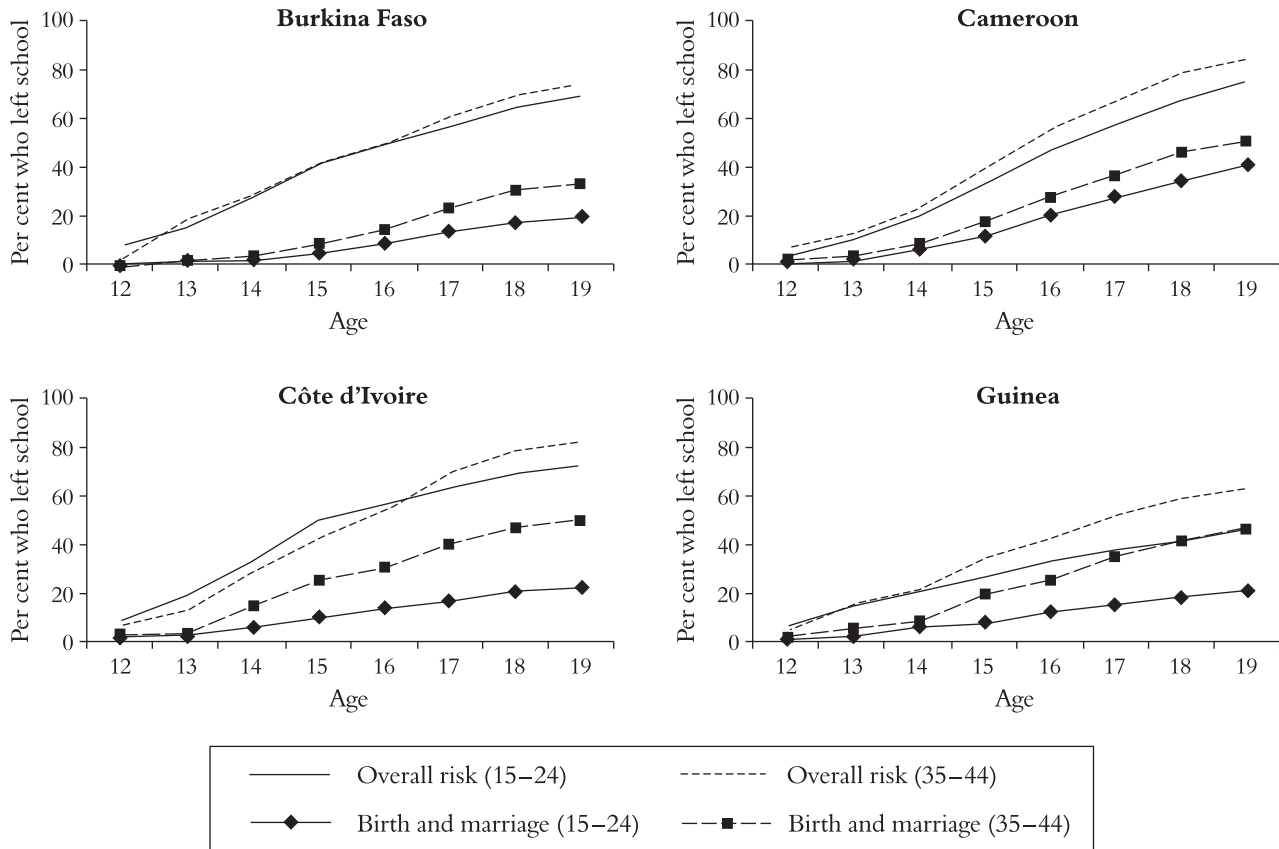 Burkina Faso
Per cent who left school
100
80
60
40
20
0
12 13 14 15 16 17 18 19
Age
Cameroon
Per cent who left school
100
80
60
40
20
0
12 13 14 15 16 17 18 19
Age
Côte d'Ivoire
Per cent who left school
100
80
60
40
20
0
12 13 14 15 16 17 18 19
Age
Guinea
Per cent who left school
100
80
60
40
20
0
12 13 14 15 16 17 18 19
Age
Overall risk (15–24)
Overall risk (35–44)
Birth and marriage (15–24)
Birth and marriage (35–44)